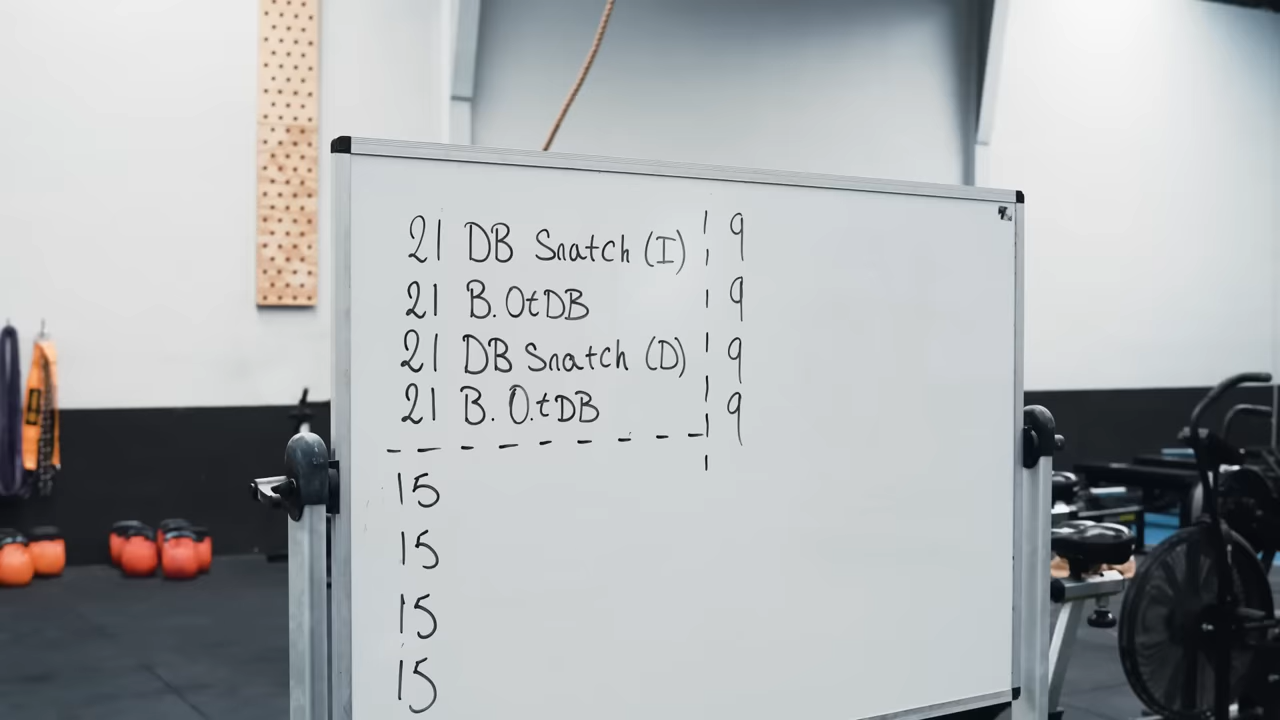 21 DB Snatch (I) 9
21 B. OtDB 9
21 DB Snatch (D) 9
21 B. O.tDB 9
15
15
15
15